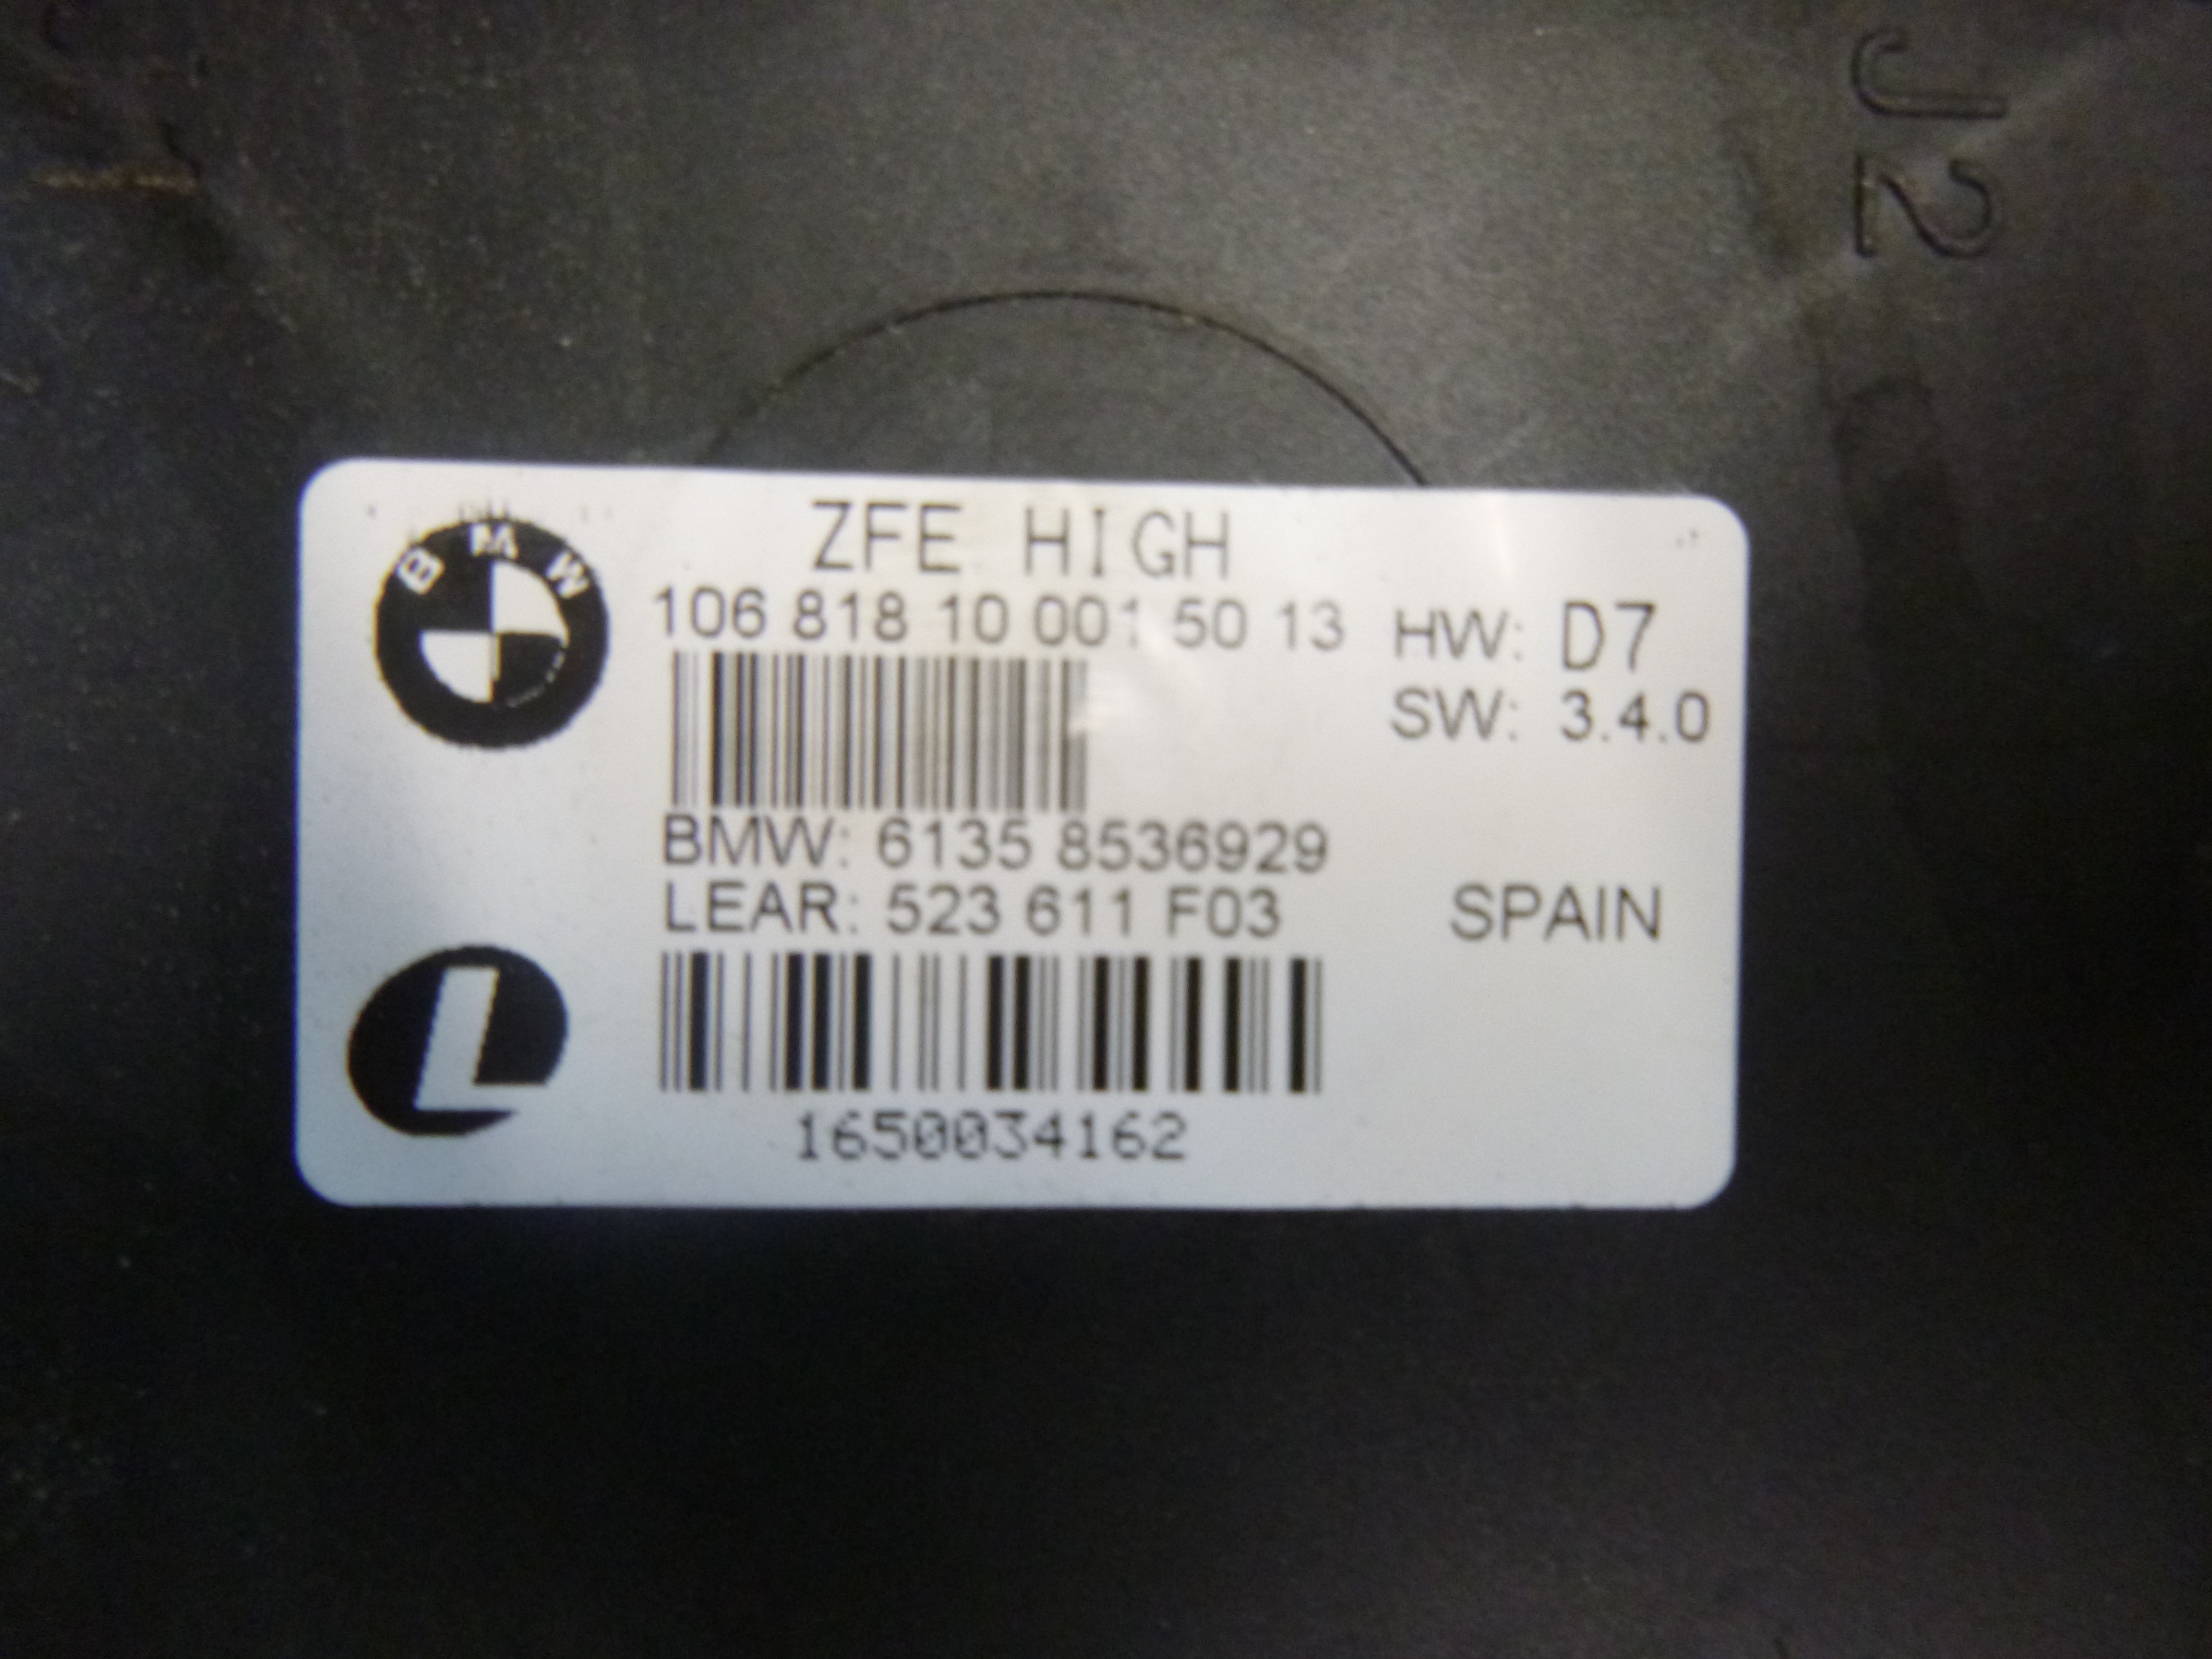 J2
BMW
ZFE HIGH
106 818 10 001 50 13
HW: D7
SW: 3.4.0
BMW: 6135 8536929
LEAR: 523 611 F03
SPAIN
L
1650034162